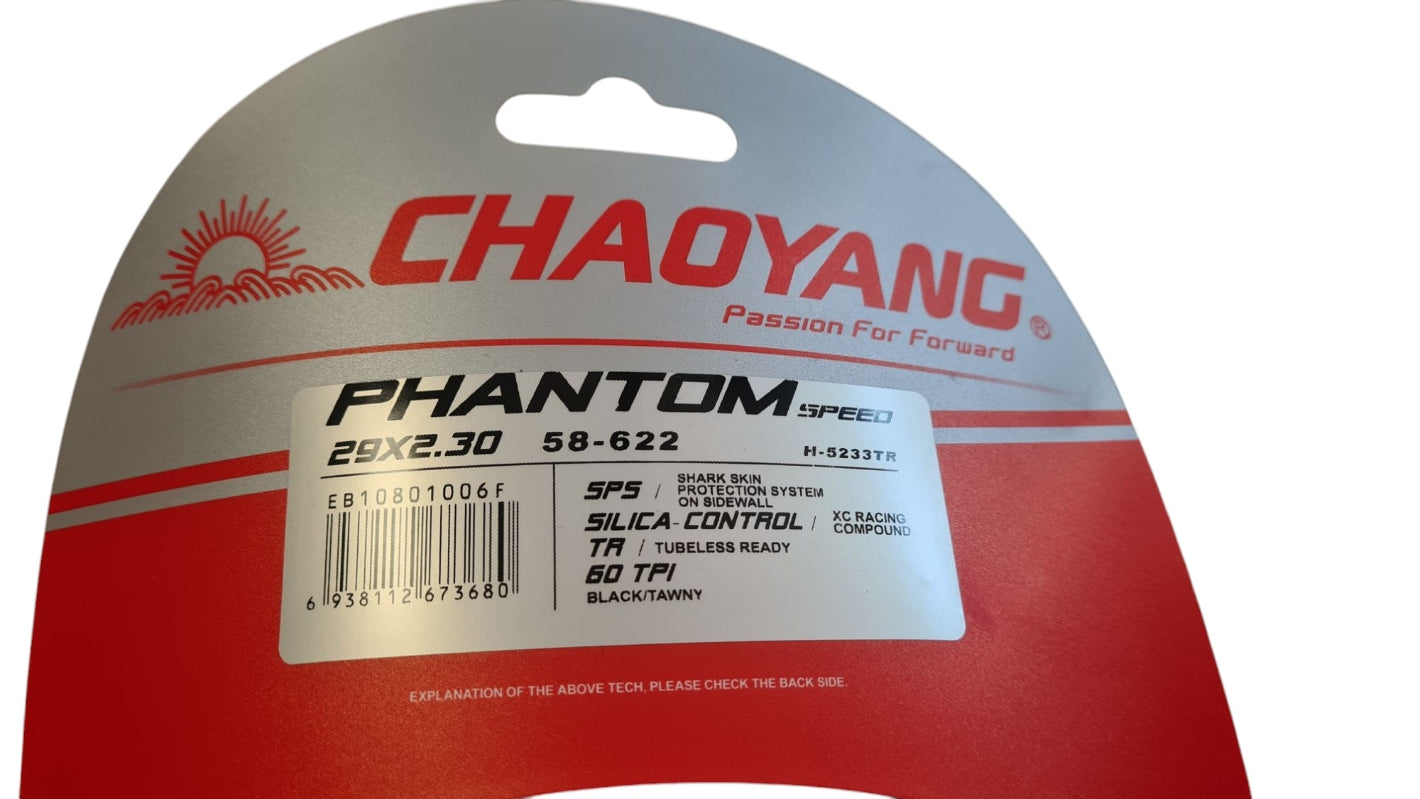 CHAOYANG®
Passion For Forward
PHANTOM SPEED
29X2.30 58-622 H-5233TR
EB10801006F
6 938112 673680
SPS / SHARK SKIN
PROTECTION SYSTEM
ON SIDEWALL
SILICA-CONTROL / XC RACING
COMPOUND
TR / TUBELESS READY
60 TPI
BLACK/TAWNY
EXPLANATION OF THE ABOVE TECH, PLEASE CHECK THE BACK SIDE.